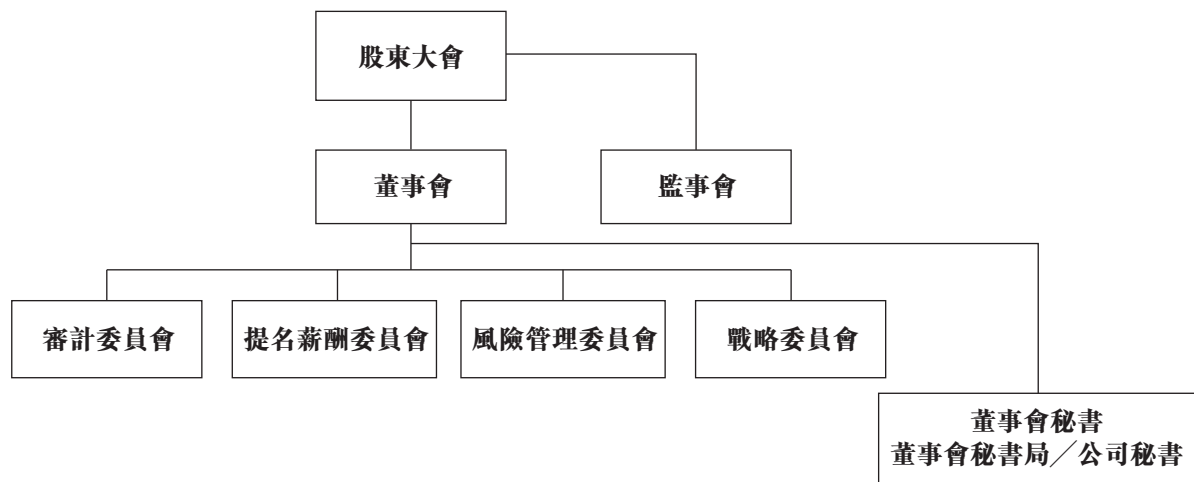 股東大會
董事會
監事會
審計委員會
提名薪酬委員會
風險管理委員會
戰略委員會
董事會秘書
董事會秘書局／公司秘書